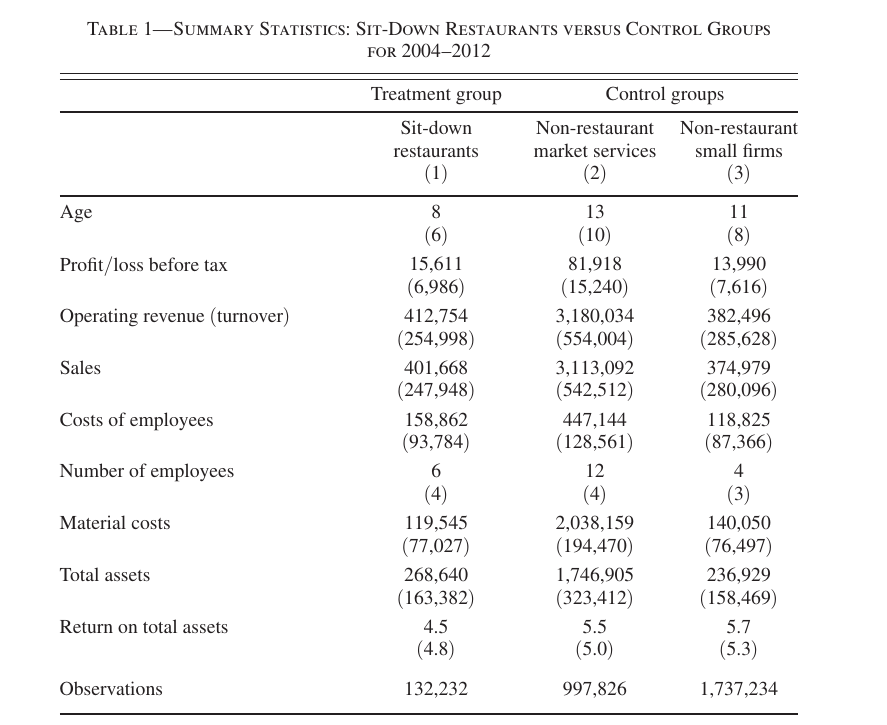 Table 1—Summary Statistics: Sit-Down Restaurants versus Control Groups
for 2004–2012
Treatment group Control groups
Sit-down Non-restaurant Non-restaurant
restaurants market services small firms
(1) (2) (3)
Age 8 13 11
(6) (10) (8)
Profit/loss before tax 15,611 81,918 13,990
(6,986) (15,240) (7,616)
Operating revenue (turnover) 412,754 3,180,034 382,496
(254,998) (554,004) (285,628)
Sales 401,668 3,113,092 374,979
(247,948) (542,512) (280,096)
Costs of employees 158,862 447,144 118,825
(93,784) (128,561) (87,366)
Number of employees 6 12 4
(4) (4) (3)
Material costs 119,545 2,038,159 140,050
(77,027) (194,470) (76,497)
Total assets 268,640 1,746,905 236,929
(163,382) (323,412) (158,469)
Return on total assets 4.5 5.5 5.7
(4.8) (5.0) (5.3)
Observations 132,232 997,826 1,737,234